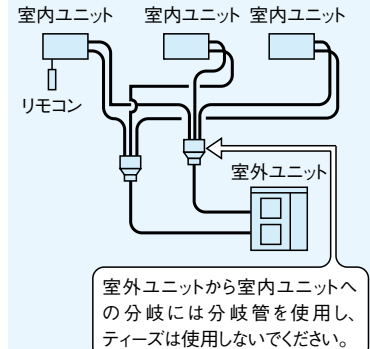 室内ユニット 室内ユニット 室内ユニット
リモコン
室外ユニット
室外ユニットから室内ユニットへ
の分岐には分岐管を使用し、
ティーズは使用しないでください。